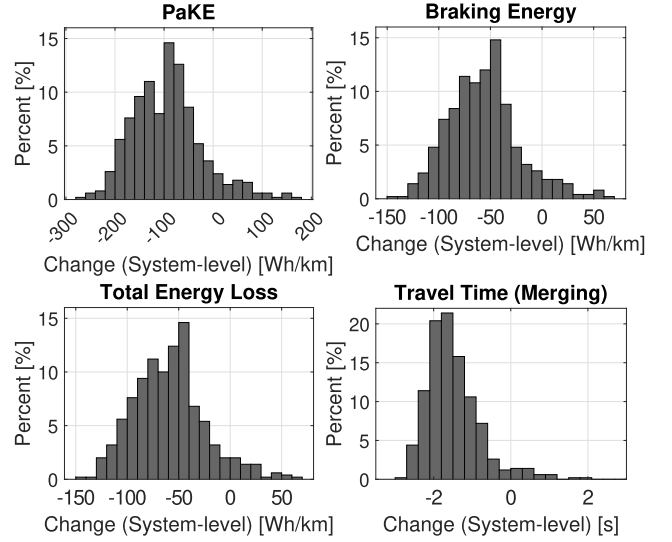 PaKE
Percent [%]
15
10
5
0
-300 -200 -100 0 100 200
Change (System-level) [Wh/km]
Braking Energy
Percent [%]
15
10
5
0
-150 -100 -50 0 50
Change (System-level) [Wh/km]
Total Energy Loss
Percent [%]
15
10
5
0
-150 -100 -50 0 50
Change (System-level) [Wh/km]
Travel Time (Merging)
Percent [%]
20
15
10
5
0
-2 0 2
Change (System-level) [s]